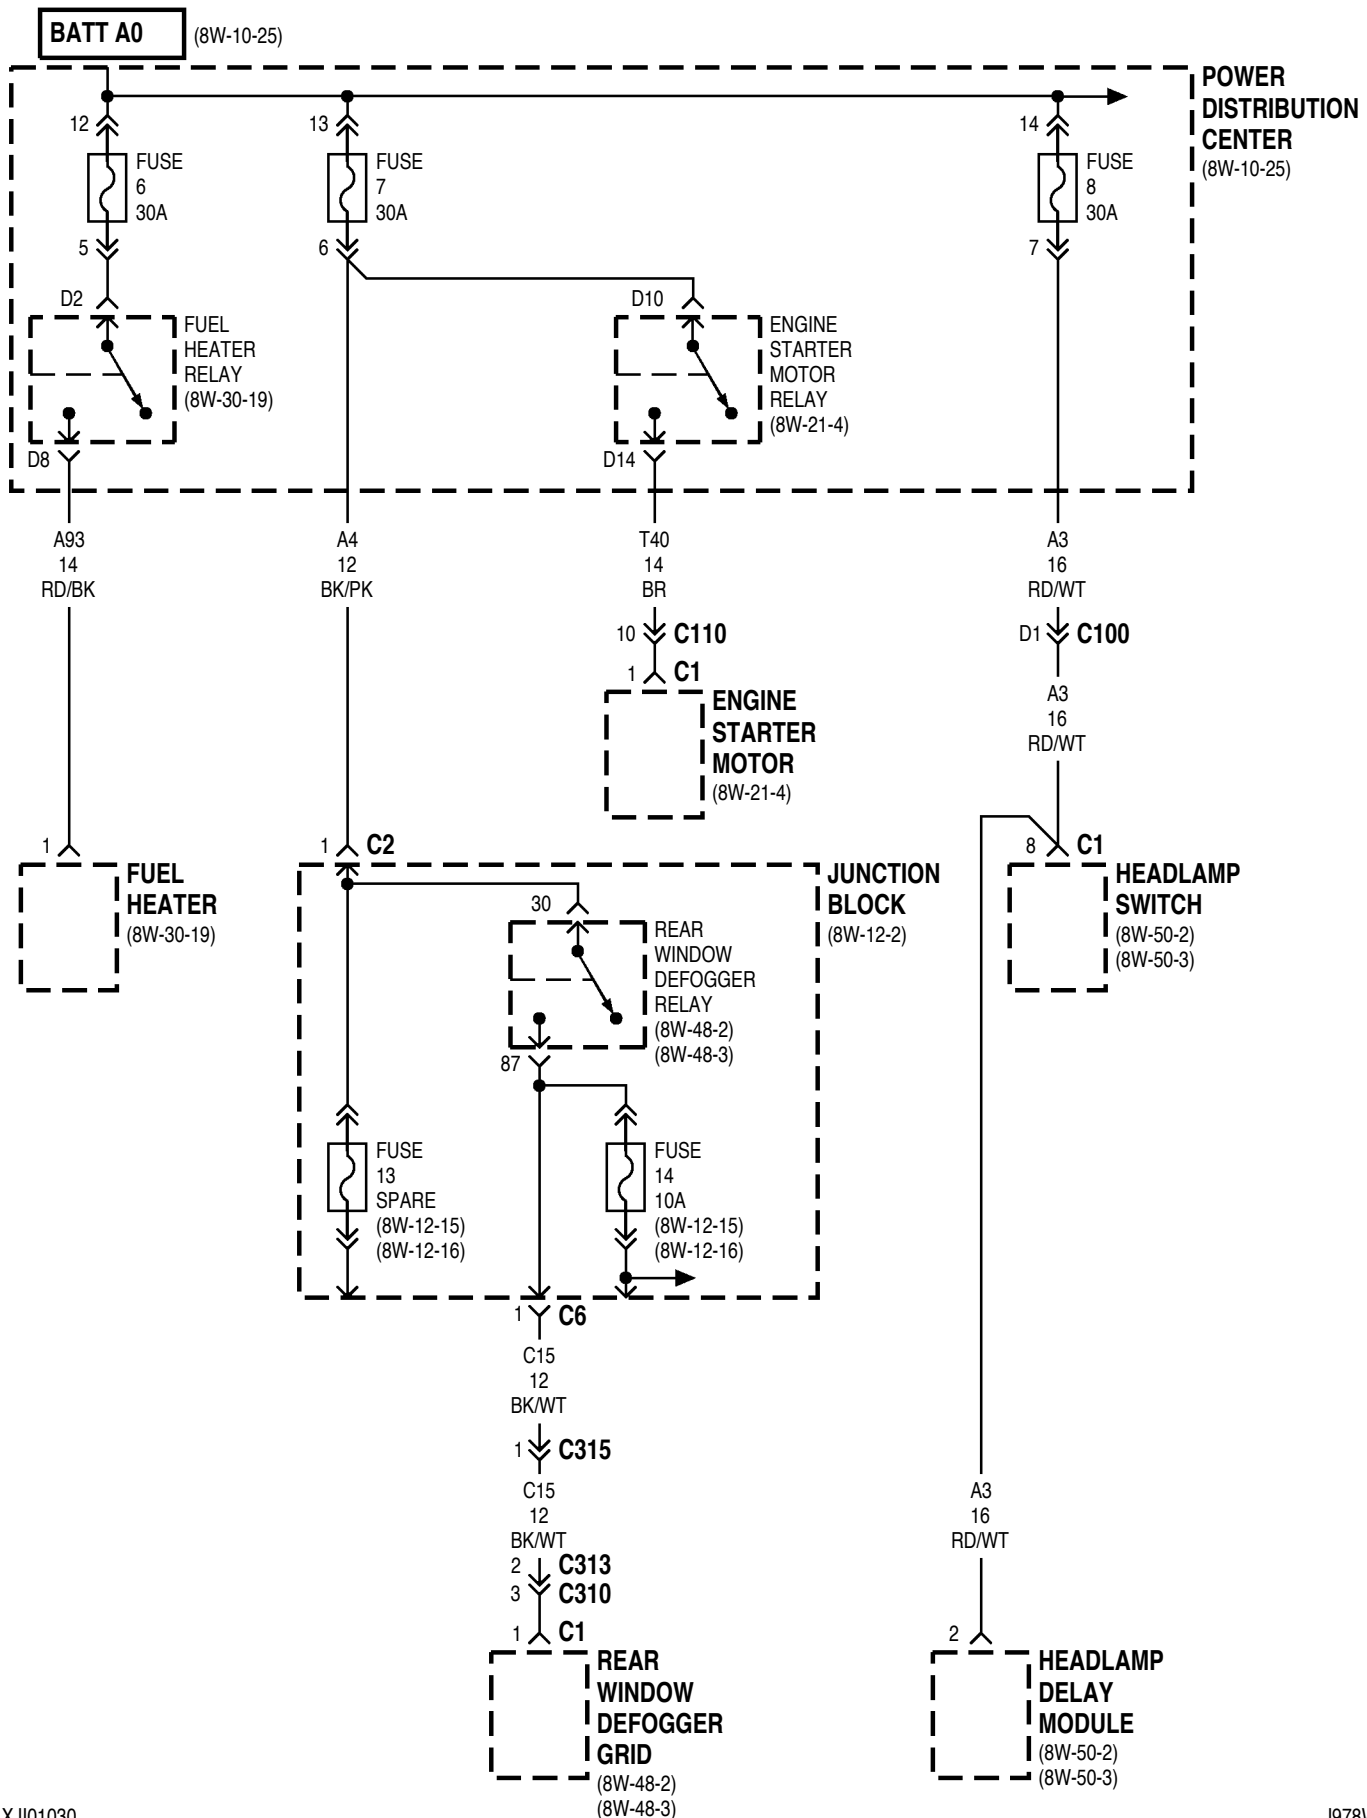 BATT A0 (8W-10-25)
POWER
DISTRIBUTION
CENTER
(8W-10-25)
12
FUSE
6
30A
5
13
FUSE
7
30A
6
14
FUSE
8
30A
7
D2
FUEL
HEATER
RELAY
(8W-30-19)
D8
D10
ENGINE
STARTER
MOTOR
RELAY
(8W-21-4)
D14
A93
14
RD/BK
A4
12
BK/PK
T40
14
BR
A3
16
RD/WT
10 C110
1 C1
ENGINE
STARTER
MOTOR
(8W-21-4)
D1 C100
A3
16
RD/WT
1
FUEL
HEATER
(8W-30-19)
1 C2
JUNCTION
BLOCK
(8W-12-2)
8 C1
HEADLAMP
SWITCH
(8W-50-2)
(8W-50-3)
30
REAR
WINDOW
DEFOGGER
RELAY
(8W-48-2)
(8W-48-3)
87
FUSE
13
SPARE
(8W-12-15)
(8W-12-16)
FUSE
14
10A
(8W-12-15)
(8W-12-16)
1 C6
C15
12
BK/WT
1 C315
C15
12
BK/WT
2 C313
3 C310
1 C1
REAR
WINDOW
DEFOGGER
GRID
(8W-48-2)
(8W-48-3)
A3
16
RD/WT
2
HEADLAMP
DELAY
MODULE
(8W-50-2)
(8W-50-3)